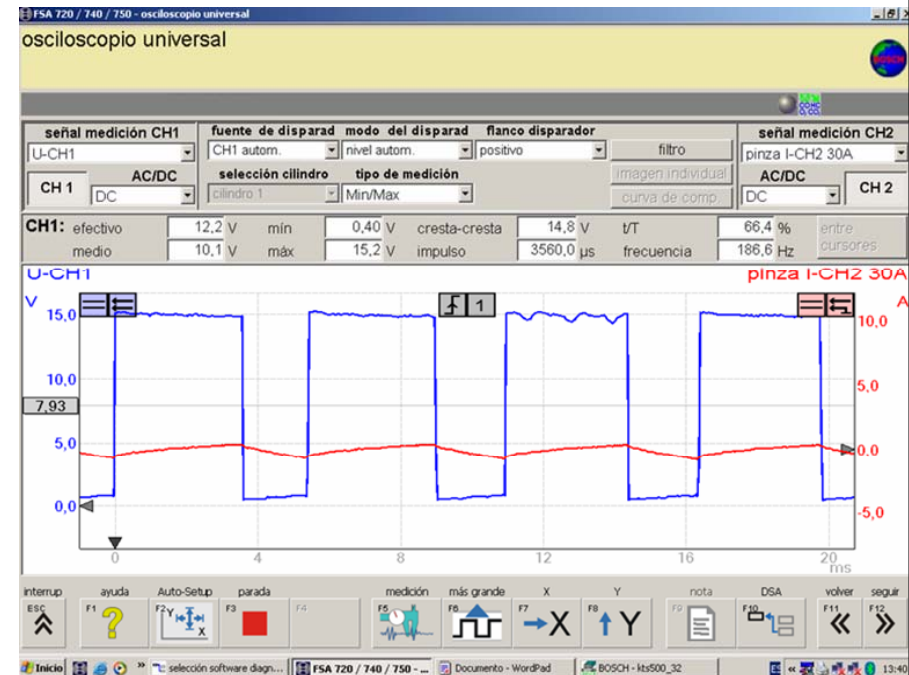 FSA 720 / 740 / 750 - osciloscopio universal
osciloscopio universal
BOSCH
señal medición CH1
fuente de disparad modo del disparad flanco disparador
señal medición CH2
U-CH1
CH1 autom. nivel autom. positivo filtro
pinza I-CH2 30A
AC/DC
selección cilindro tipo de medición imagen individual
AC/DC
CH 1 DC
cilindro 1 Min/Max curva de comp.
DC CH 2
CH1: efectivo 12,2 V mín 0,40 V cresta-cresta 14,8 V t/T 66,4 % entre cursores
medio 10,1 V máx 15,2 V impulso 3560,0 µs frecuencia 186,6 Hz
U-CH1 pinza I-CH2 30A
V A
1
15,0 10,0
10,0 5,0
7,93
5,0 0.0
0,0 -5,0
0 4 8 12 16 20
ms
interrup ayuda Auto-Setup parada medición más grande X Y nota DSA volver seguir
ESC F1 F2 F3 F4 F5 F6 F7 F8 F9 F10 F11 F12
Y X X Y
Inicio » selección software diagn... FSA 720 / 740 / 750 - ... Documento - WordPad BOSCH - kts500_32 ES « 13:40